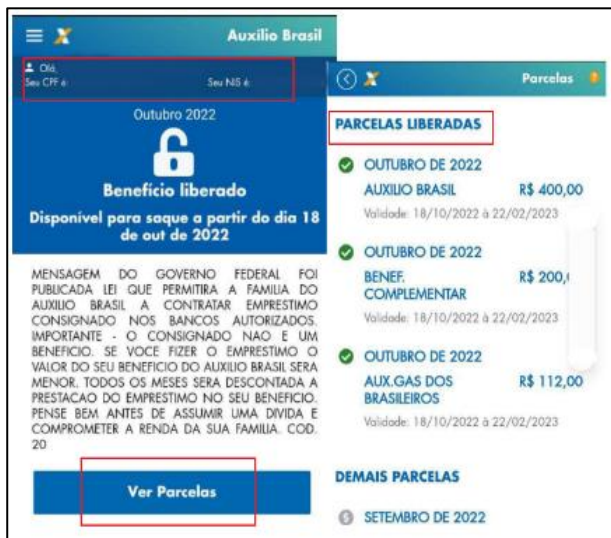 Auxílio Brasil
Olá,
Seu CPF é:
Seu NIS é:
Outubro 2022
Benefício liberado
Disponível para saque a partir do dia 18
de out de 2022
MENSAGEM DO GOVERNO FEDERAL FOI
PUBLICADA LEI QUE PERMITIRA A FAMILIA DO
AUXILIO BRASIL A CONTRATAR EMPRESTIMO
CONSIGNADO NOS BANCOS AUTORIZADOS.
IMPORTANTE - O CONSIGNADO NAO E UM
BENEFICIO. SE VOCE FIZER O EMPRESTIMO O
VALOR DO SEU BENEFICIO DO AUXILIO BRASIL SERA
MENOR. TODOS OS MESES SERA DESCONTADA A
PRESTACAO DO EMPRESTIMO NO SEU BENEFICIO.
PENSE BEM ANTES DE ASSUMIR UMA DIVIDA E
COMPROMETER A RENDA DA SUA FAMILIA. COD.
20
Ver Parcelas
Parcelas
PARCELAS LIBERADAS
OUTUBRO DE 2022
AUXILIO BRASIL R$ 400,00
Validade: 18/10/2022 à 22/02/2023
OUTUBRO DE 2022
BENEF. R$ 200,
COMPLEMENTAR
Validade: 18/10/2022 à 22/02/2023
OUTUBRO DE 2022
AUX.GAS DOS R$ 112,00
BRASILEIROS
Validade: 18/10/2022 à 22/02/2023
DEMAIS PARCELAS
SETEMBRO DE 2022